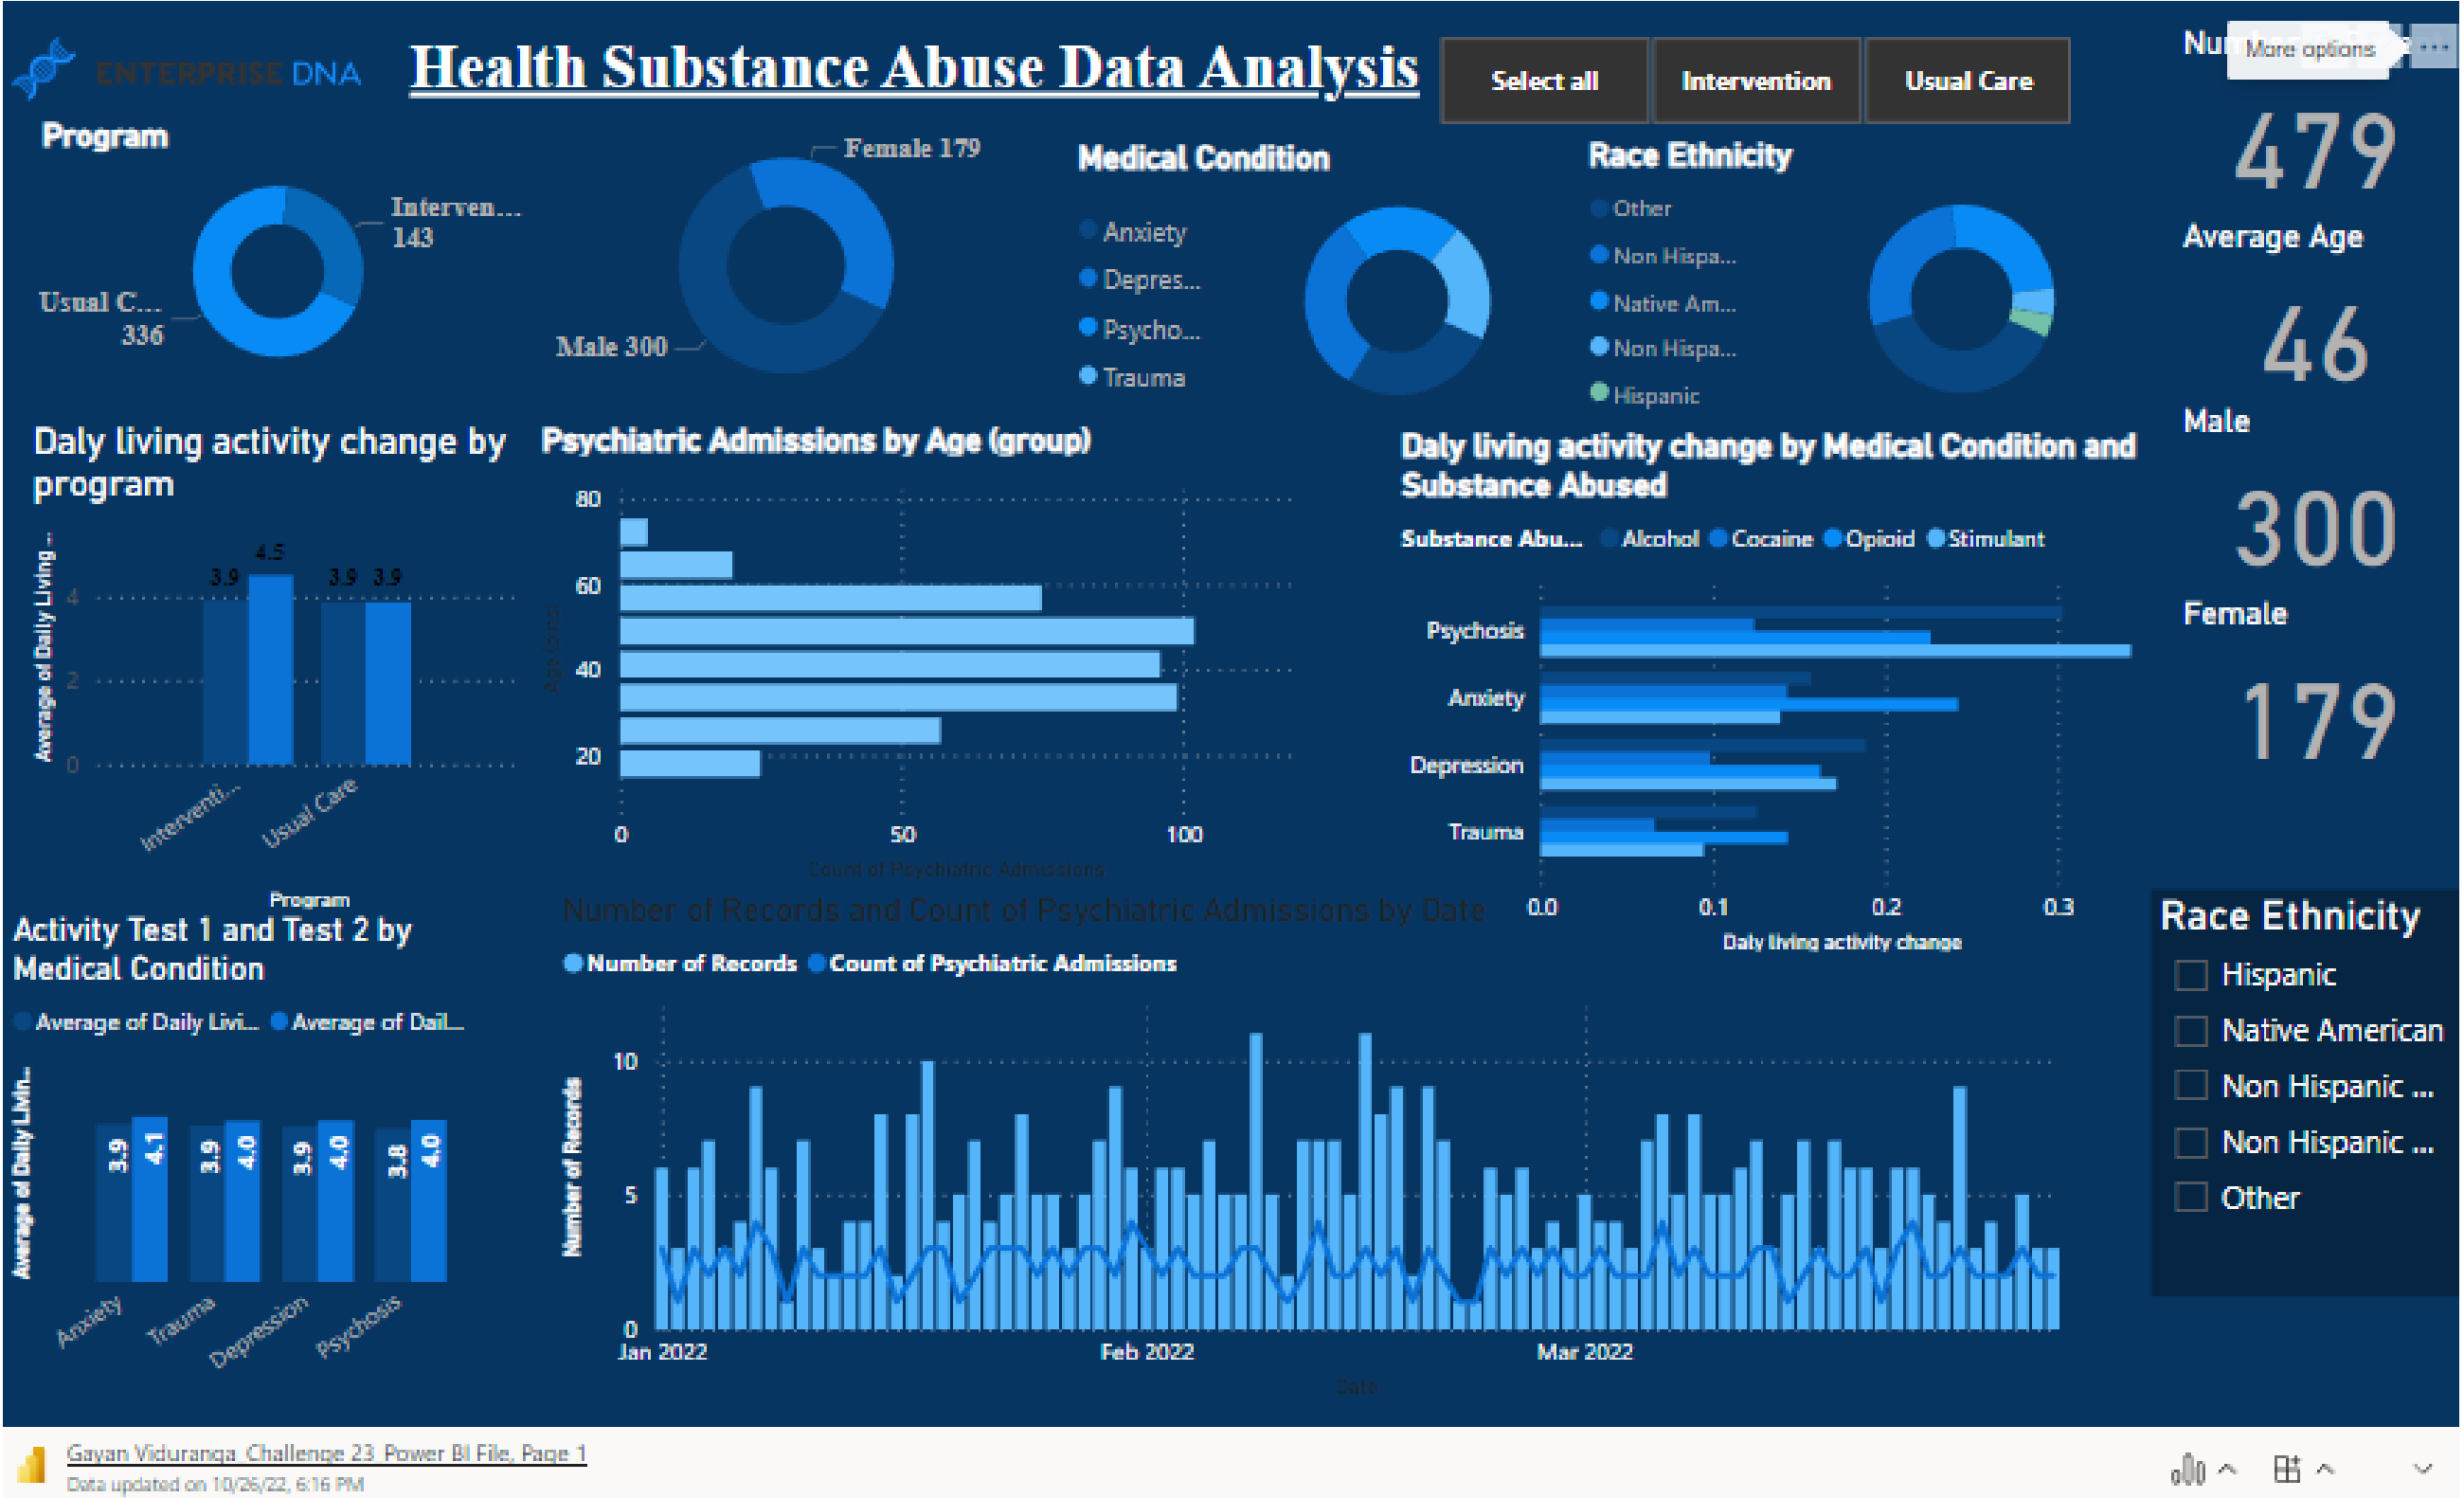 ENTERPRISE DNA
Health Substance Abuse Data Analysis
Select all
Intervention
Usual Care
More options
...
479
Average Age
46
Male
300
Female
179
Program
Interven...
143
Usual C...
336
Female 179
Male 300
Medical Condition
Anxiety
Depres...
Psycho...
Trauma
Race Ethnicity
Other
Non Hispa...
Native Am...
Non Hispa...
Hispanic
Daly living activity change by
program
Average of Daily Living ...
4
2
0
3.9
4.5
3.9
3.9
Interventi...
Usual Care
Program
Psychiatric Admissions by Age (group)
80
60
40
20
0
50
100
Count of Psychiatric Admissions
Daly living activity change by Medical Condition and
Substance Abused
Substance Abu...
Alcohol
Cocaine
Opioid
Stimulant
Psychosis
Anxiety
Depression
Trauma
0.0
0.1
0.2
0.3
Daly living activity change
Activity Test 1 and Test 2 by
Medical Condition
Average of Daily Livi...
Average of Dail...
Average of Daily Livin...
3.9
4.1
3.9
4.0
3.9
4.0
3.8
4.0
Anxiety
Trauma
Depression
Psychosis
Number of Records and Count of Psychiatric Admissions by Date
Number of Records
Count of Psychiatric Admissions
Number of Records
10
5
0
Jan 2022
Feb 2022
Mar 2022
Date
Race Ethnicity
Hispanic
Native American
Non Hispanic ...
Non Hispanic ...
Other
Gayan Viduranga_Challenge 23_Power BI File, Page 1
Data updated on 10/26/22, 6:16 PM